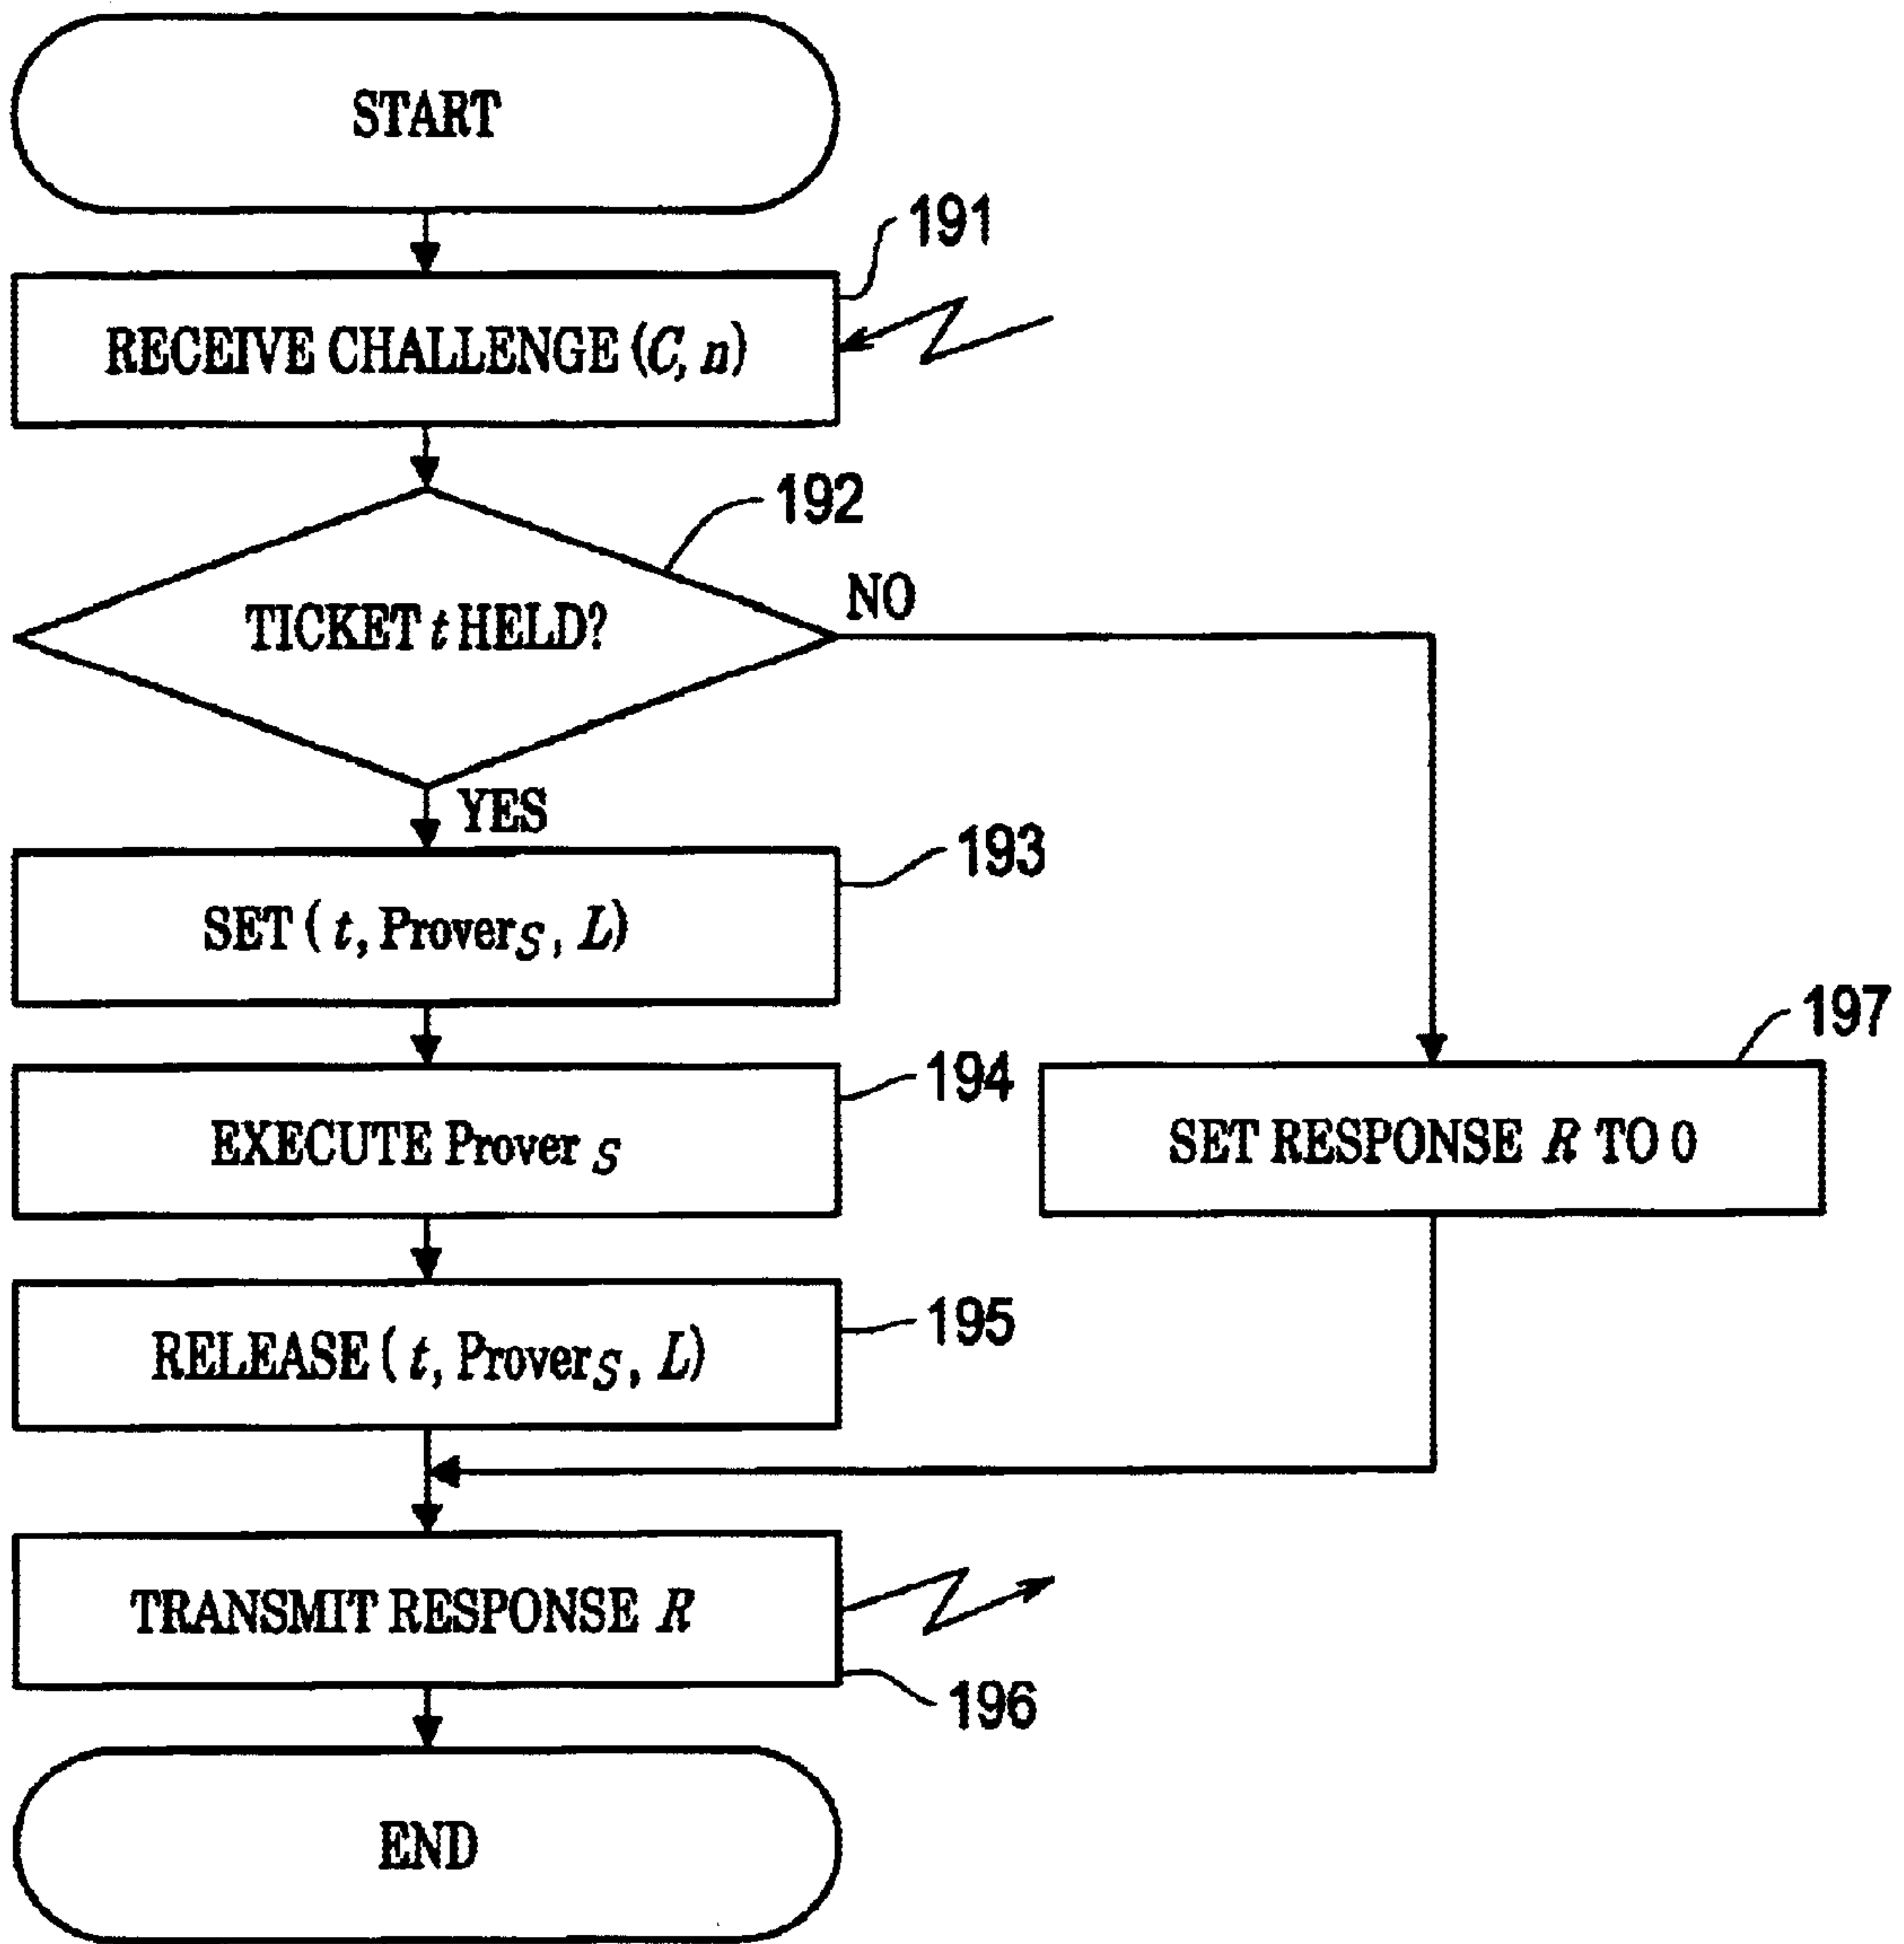 START
191
RECEIVE CHALLENGE (C, n)
192
TICKET t HELD?
NO
YES
193
SET ( t, ProverS, L)
197
194
EXECUTE Prover S
SET RESPONSE R TO 0
195
RELEASE ( t, ProverS, L)
TRANSMIT RESPONSE R
196
END